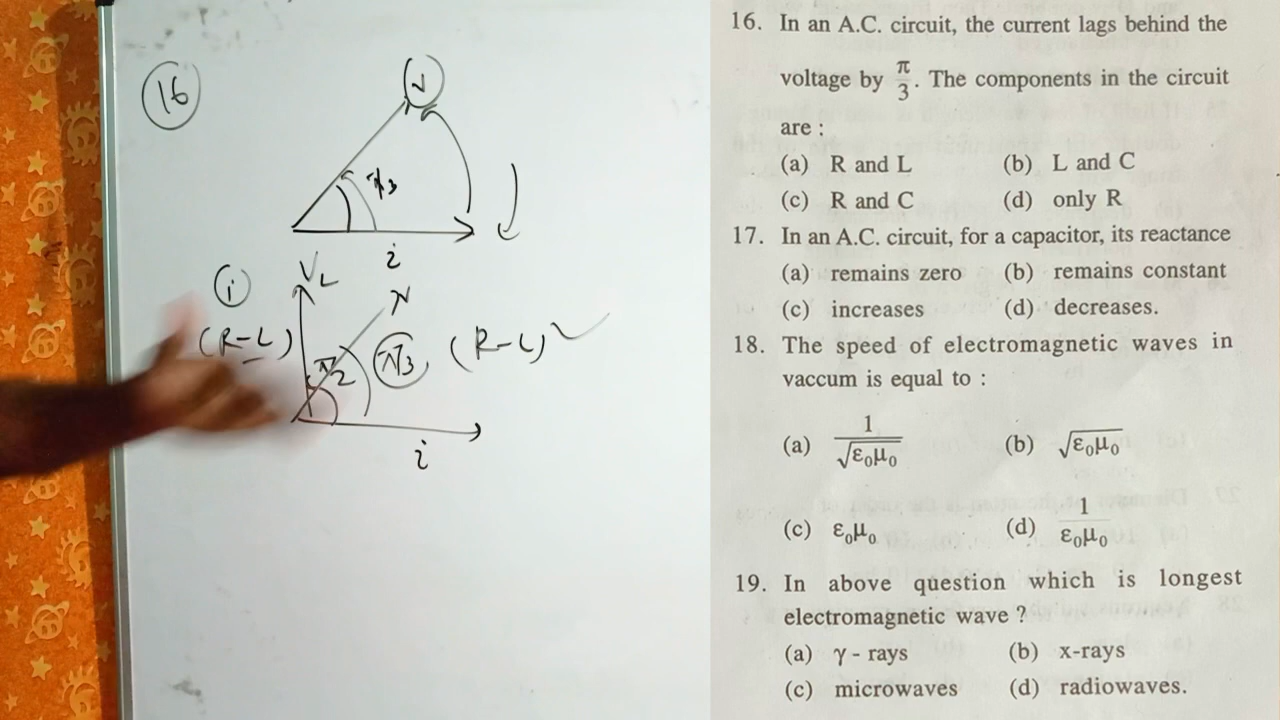 16
v
π/3
i
i
V_L
v
(R-L)
π/2
π/3
(R-L)
i
16. In an A.C. circuit, the current lags behind the
voltage by π/3. The components in the circuit
are :
(a) R and L (b) L and C
(c) R and C (d) only R
17. In an A.C. circuit, for a capacitor, its reactance
(a) remains zero (b) remains constant
(c) increases (d) decreases.
18. The speed of electromagnetic waves in
vaccum is equal to :
(a) 1/√ε₀μ₀ (b) √ε₀μ₀
(c) ε₀μ₀ (d) 1/ε₀μ₀
19. In above question which is longest
electromagnetic wave ?
(a) γ - rays (b) x-rays
(c) microwaves (d) radiowaves.